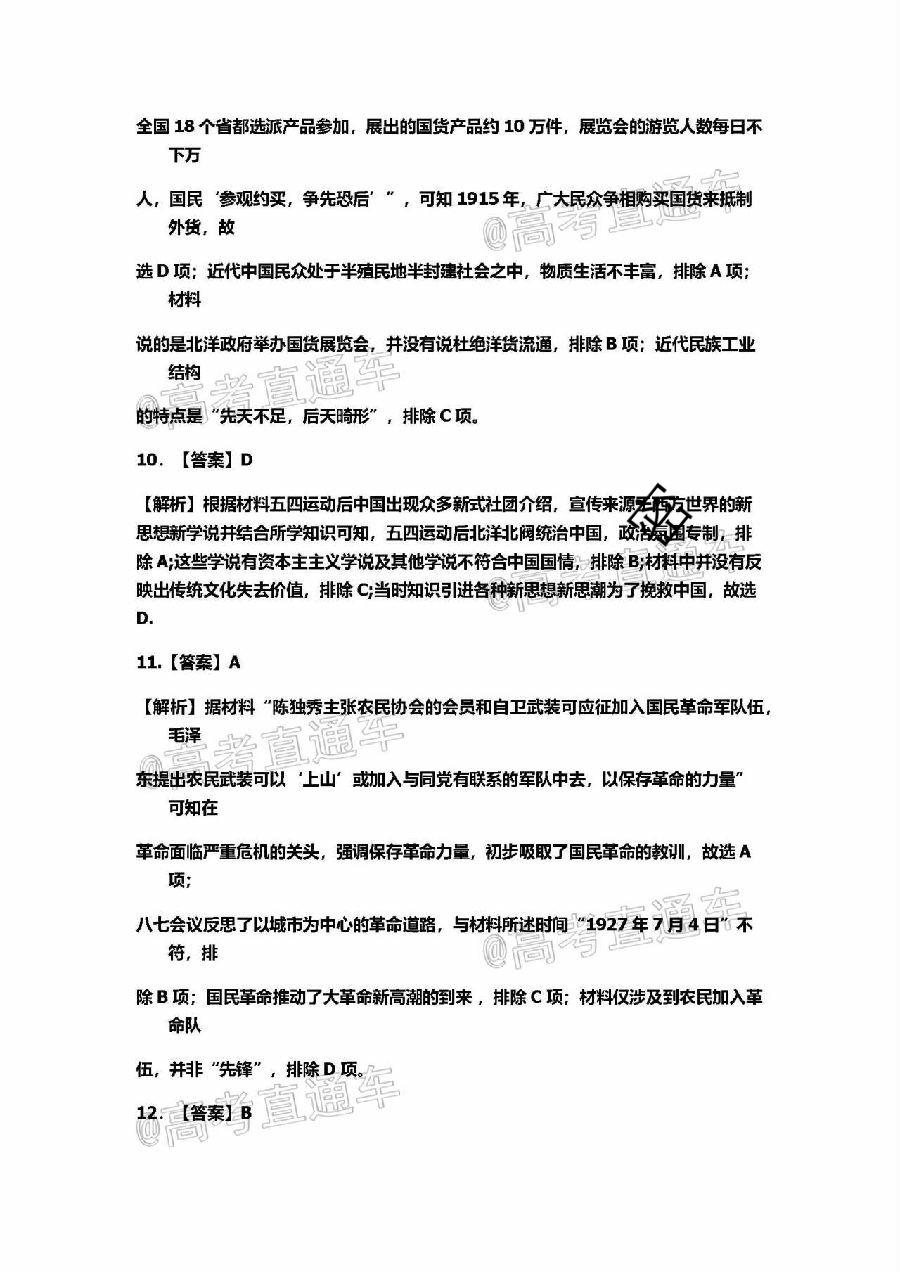 全国 18 个省都选派产品参加，展出的国货产品约 10 万件，展览会的游览人数每日不
下万
人，国民‘参观约买，争先恐后’”，可知 1915 年，广大民众争相购买国货来抵制
外货，故
选 D 项；近代中国民众处于半殖民地半封建社会之中，物质生活不丰富，排除 A 项；
材料
说的是北洋政府举办国货展览会，并没有说杜绝洋货流通，排除 B 项；近代民族工业
结构
的特点是“先天不足，后天畸形”，排除 C 项。
10．【答案】D
【解析】根据材料五四运动后中国出现众多新式社团介绍，宣传来源于西方世界的新
思想新学说并结合所学知识可知，五四运动后北洋北阀统治中国，政治专制，排
除 A;这些学说有资本主主义学说及其他学说不符合中国国情，排除 B;材料中并没有反
映出传统文化失去价值，排除 C;当时知识引进各种新思想新思潮为了挽救中国，故选
D.
11.【答案】A
【解析】据材料“陈独秀主张农民协会的会员和自卫武装可应征加入国民革命军队伍，
毛泽
东提出农民武装可以‘上山’或加入与同党有联系的军队中去，以保存革命的力量”
可知在
革命面临严重危机的关头，强调保存革命力量，初步吸取了国民革命的教训，故选 A
项；
八七会议反思了以城市为中心的革命道路，与材料所述时间“1927 年 7 月 4 日”不
符，排
除 B 项；国民革命推动了大革命新高潮的到来 ，排除 C 项；材料仅涉及到农民加入革
命队
伍，并非“先锋”，排除 D 项。
12．【答案】B
@高考直通车
@高考直通车
@高考直通车
@高考直通车
@高考直通车
@高考直通车